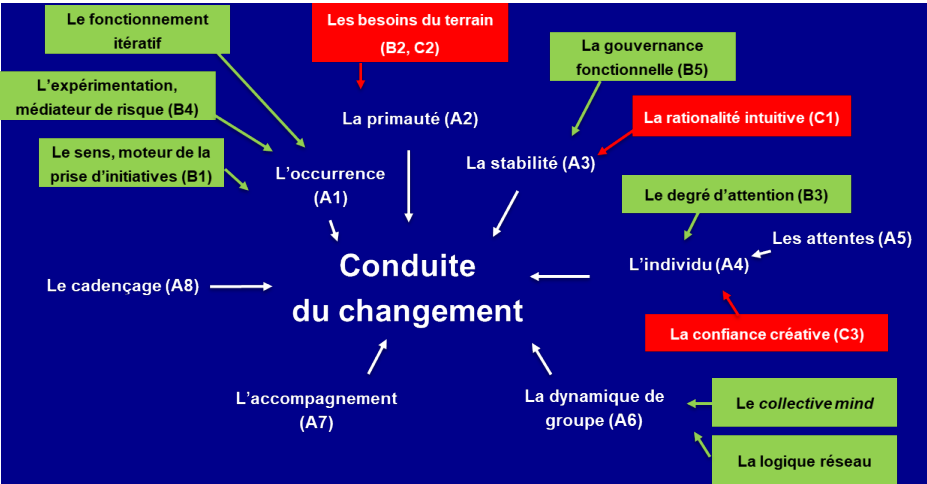 Le fonctionnement
itératif
Les besoins du terrain
(B2, C2)
La gouvernance
fonctionnelle (B5)
L’expérimentation,
médiateur de risque (B4)
La primauté (A2)
La rationalité intuitive (C1)
Le sens, moteur de la
prise d’initiatives (B1)
L’occurrence
(A1)
La stabilité (A3)
Le degré d’attention (B3)
Les attentes (A5)
L’individu (A4)
Conduite
du changement
Le cadençage (A8)
La confiance créative (C3)
L’accompagnement
(A7)
La dynamique de
groupe (A6)
Le collective mind
La logique réseau